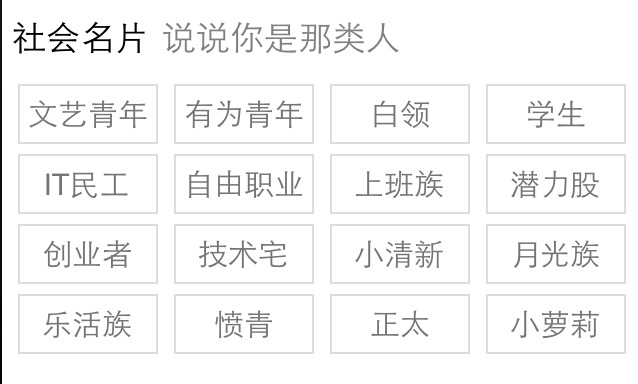 社会名片 说说你是那类人
文艺青年 有为青年 白领 学生
IT民工 自由职业 上班族 潜力股
创业者 技术宅 小清新 月光族
乐活族 愤青 正太 小萝莉